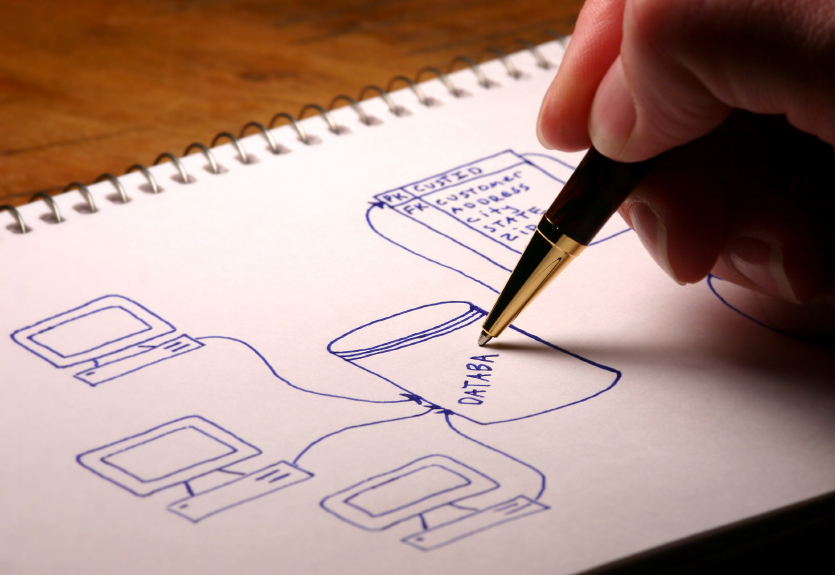 PK CUSTID
FK CUSTOMER
ADDRESS
City
STATE
ZIP
DATABA